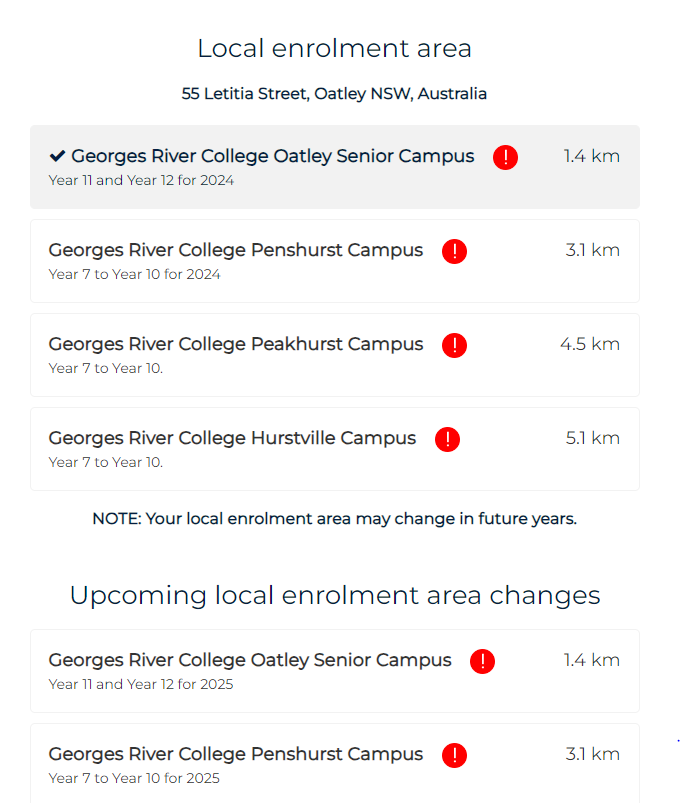 Local enrolment area
55 Letitia Street, Oatley NSW, Australia
Georges River College Oatley Senior Campus ! 1.4 km
Year 11 and Year 12 for 2024
Georges River College Penshurst Campus ! 3.1 km
Year 7 to Year 10 for 2024
Georges River College Peakhurst Campus ! 4.5 km
Year 7 to Year 10.
Georges River College Hurstville Campus ! 5.1 km
Year 7 to Year 10.
NOTE: Your local enrolment area may change in future years.
Upcoming local enrolment area changes
Georges River College Oatley Senior Campus ! 1.4 km
Year 11 and Year 12 for 2025
Georges River College Penshurst Campus ! 3.1 km
Year 7 to Year 10 for 2025